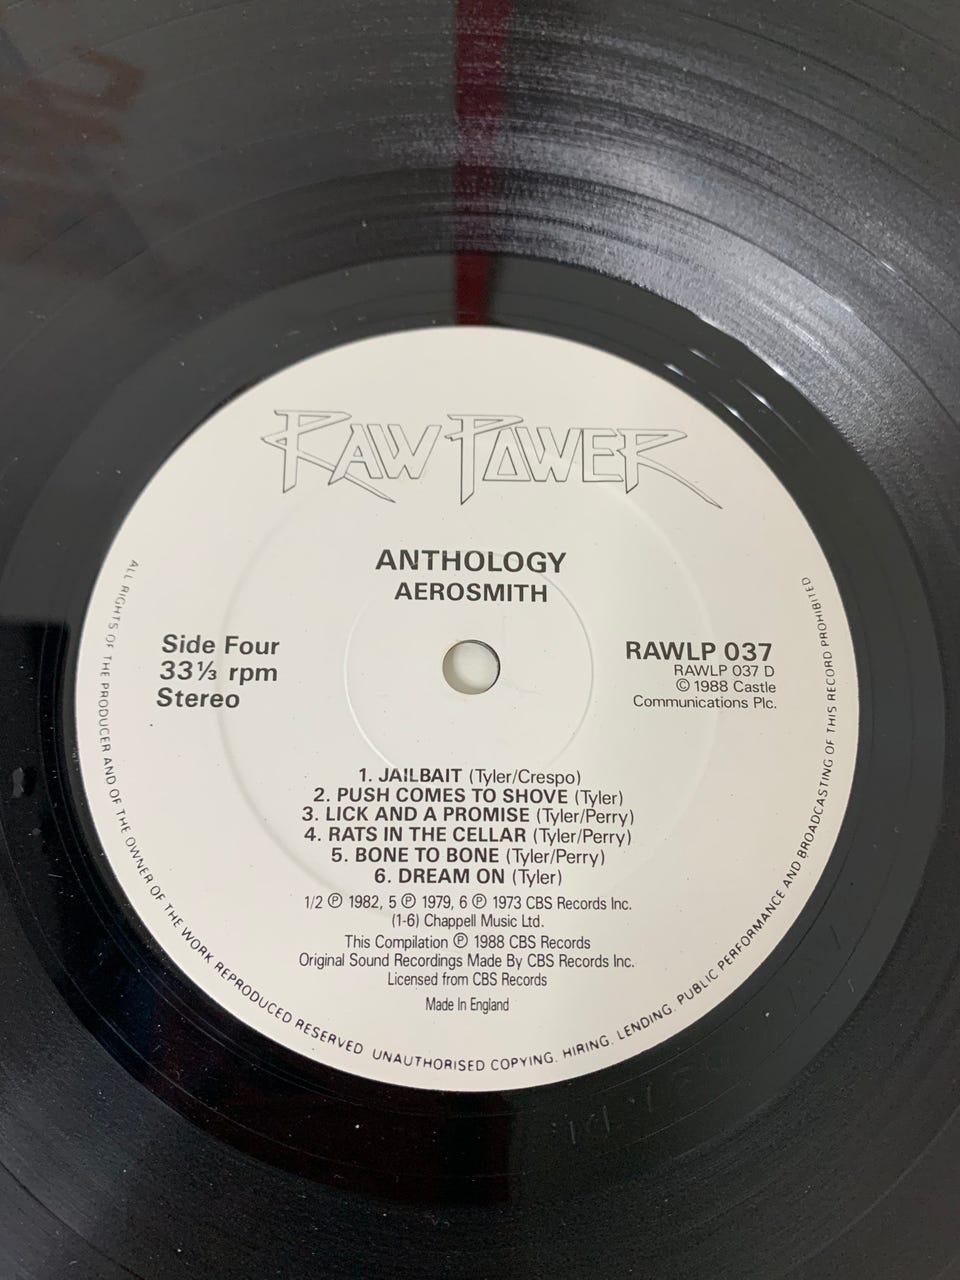 RAW POWER
ANTHOLOGY
AEROSMITH
Side Four
33⅓ rpm
Stereo
RAWLP 037
RAWLP 037 D
© 1988 Castle
Communications Plc.
1. JAILBAIT (Tyler/Crespo)
2. PUSH COMES TO SHOVE (Tyler)
3. LICK AND A PROMISE (Tyler/Perry)
4. RATS IN THE CELLAR (Tyler/Perry)
5. BONE TO BONE (Tyler/Perry)
6. DREAM ON (Tyler)
1/2 ℗ 1982, 5 ℗ 1979, 6 ℗ 1973 CBS Records Inc.
(1-6) Chappell Music Ltd.
This Compilation ℗ 1988 CBS Records
Original Sound Recordings Made By CBS Records Inc.
Licensed from CBS Records
Made In England
ALL RIGHTS OF THE PRODUCER AND OF THE OWNER OF THE WORK REPRODUCED RESERVED UNAUTHORISED COPYING. HIRING. LENDING. PUBLIC PERFORMANCE AND BROADCASTING OF THIS RECORD PROHIBITED